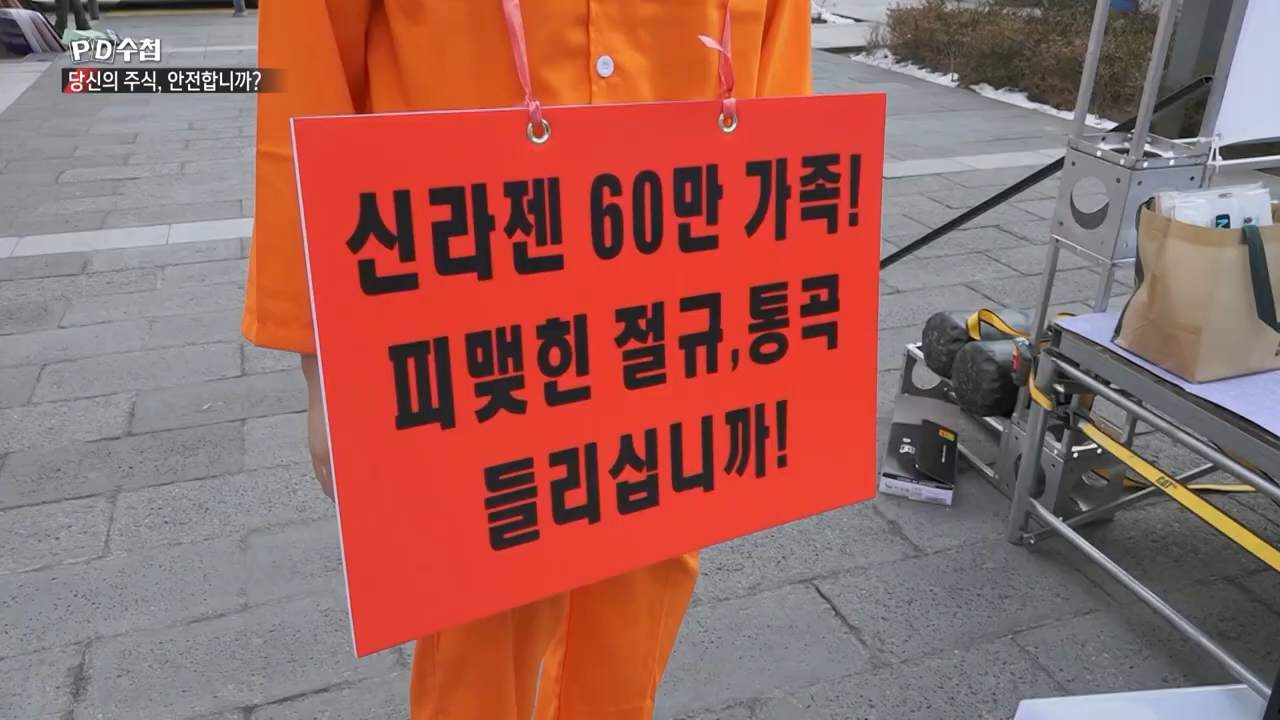 PD수첩
당신의 주식, 안전합니까?
신라젠 60만 가족!
피맺힌 절규,통곡
들리십니까!
CAT